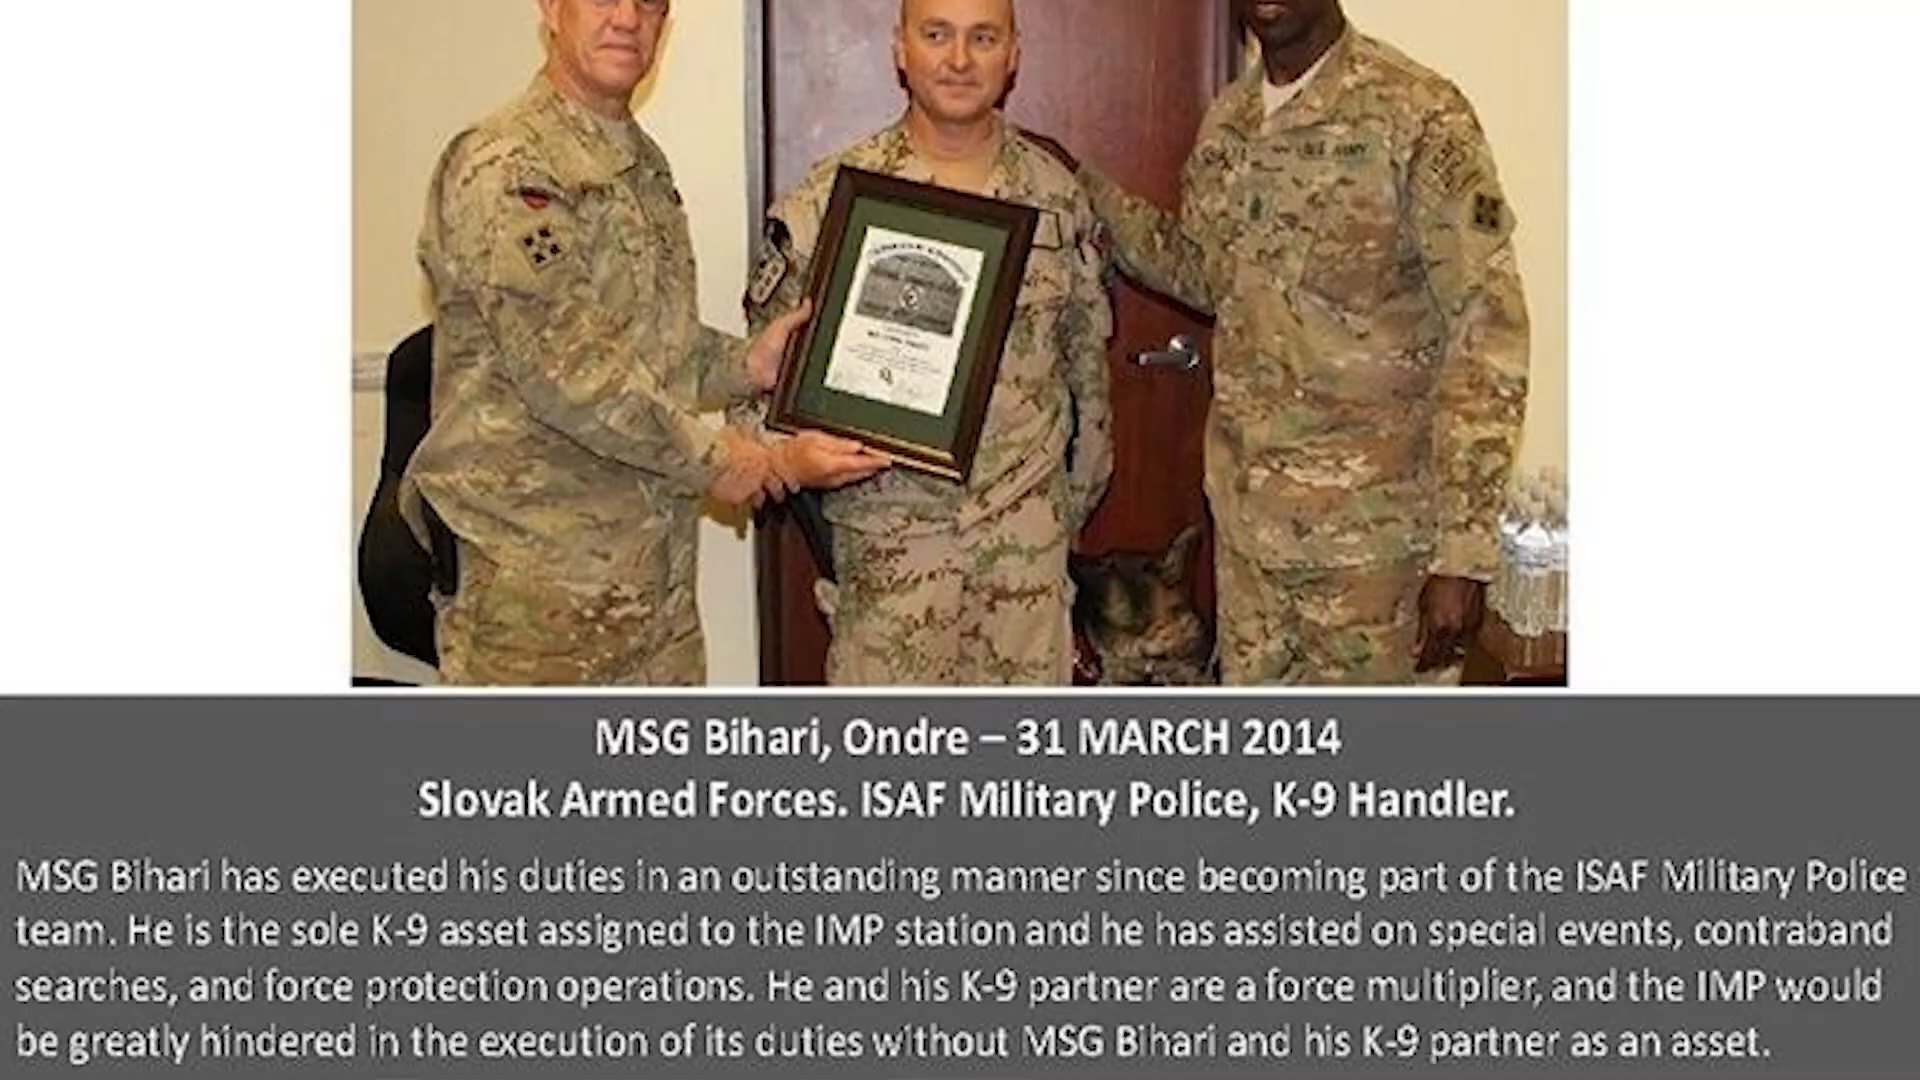 U.S. ARMY
MSG Bihari, Ondre – 31 MARCH 2014
Slovak Armed Forces. ISAF Military Police, K-9 Handler.
MSG Bihari has executed his duties in an outstanding manner since becoming part of the ISAF Military Police
team. He is the sole K-9 asset assigned to the IMP station and he has assisted on special events, contraband
searches, and force protection operations. He and his K-9 partner are a force multiplier, and the IMP would
be greatly hindered in the execution of its duties without MSG Bihari and his K-9 partner as an asset.